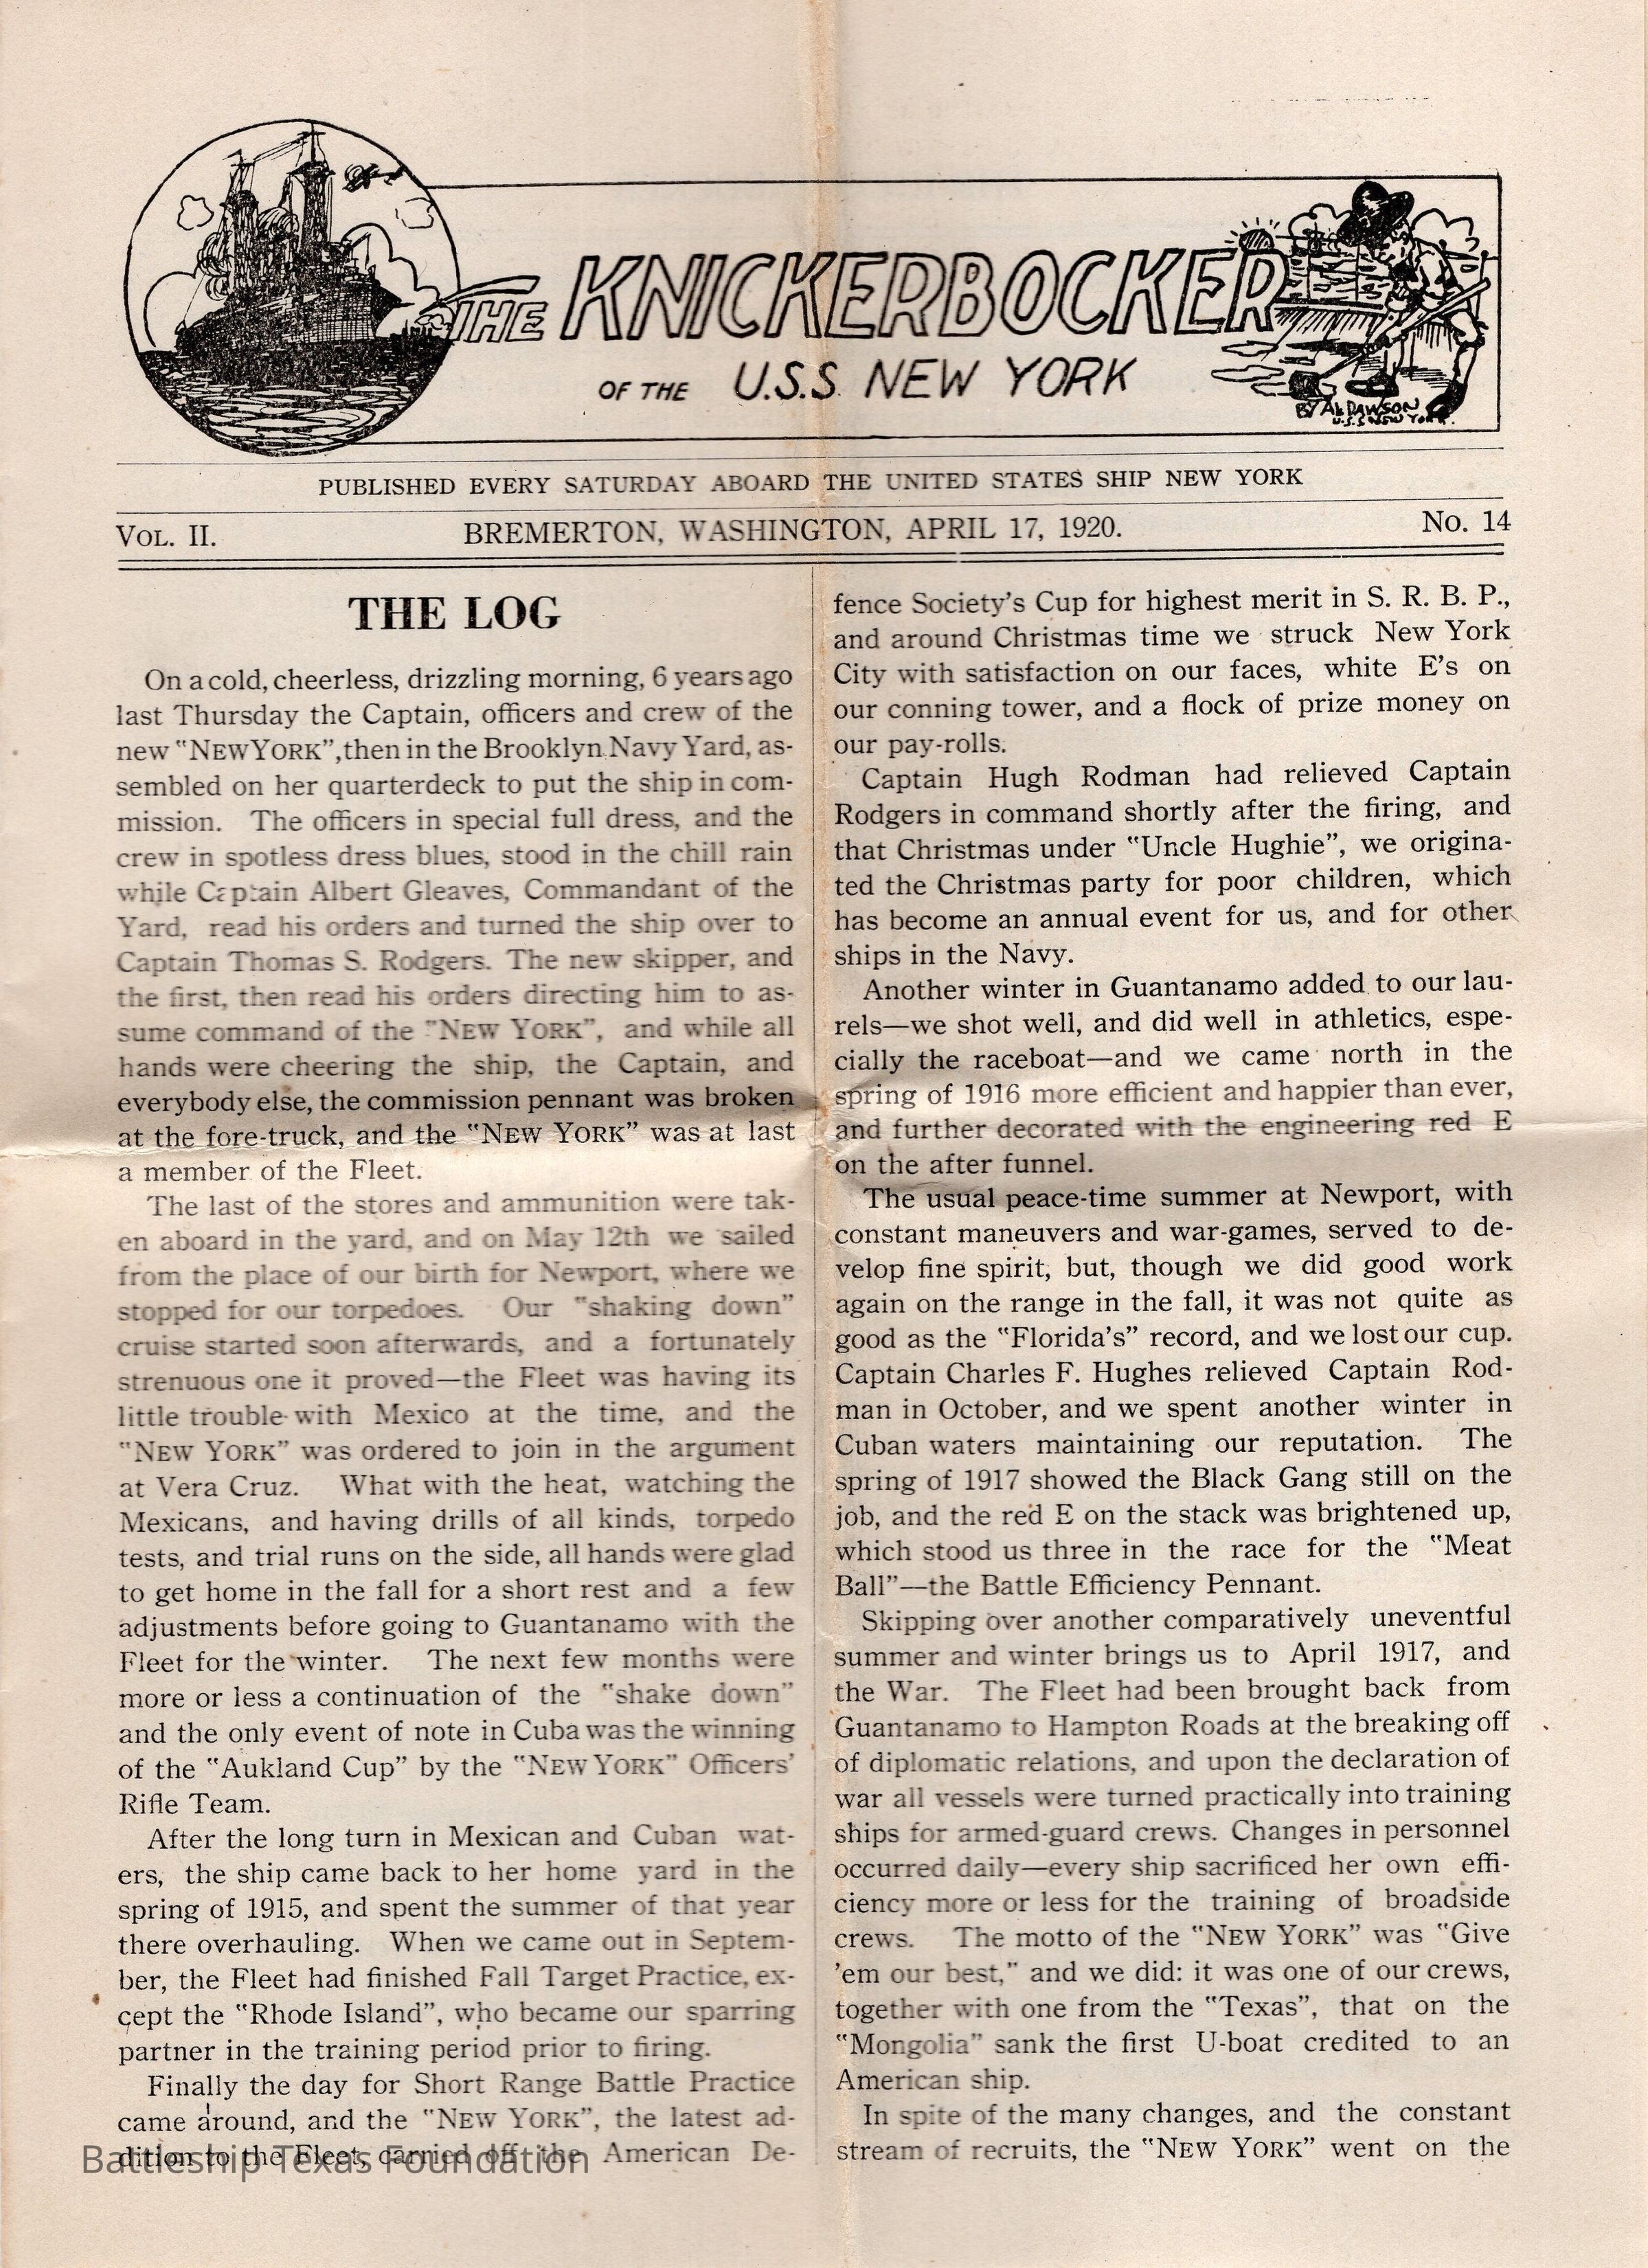 THE KNICKERBOCKER
OF THE U.S.S. NEW YORK
BY AL DAWSON
U.S.S NEW YORK.
PUBLISHED EVERY SATURDAY ABOARD THE UNITED STATES SHIP NEW YORK
VOL. II. BREMERTON, WASHINGTON, APRIL 17, 1920. No. 14
THE LOG
On a cold, cheerless, drizzling morning, 6 years ago
last Thursday the Captain, officers and crew of the
new "NEW YORK", then in the Brooklyn Navy Yard, as-
sembled on her quarterdeck to put the ship in com-
mission. The officers in special full dress, and the
crew in spotless dress blues, stood in the chill rain
while Captain Albert Gleaves, Commandant of the
Yard, read his orders and turned the ship over to
Captain Thomas S. Rodgers. The new skipper, and
the first, then read his orders directing him to as-
sume command of the "NEW YORK", and while all
hands were cheering the ship, the Captain, and
everybody else, the commission pennant was broken
at the fore-truck, and the "NEW YORK" was at last
a member of the Fleet.
The last of the stores and ammunition were tak-
en aboard in the yard, and on May 12th we sailed
from the place of our birth for Newport, where we
stopped for our torpedoes. Our "shaking down"
cruise started soon afterwards, and a fortunately
strenuous one it proved—the Fleet was having its
little trouble with Mexico at the time, and the
"NEW YORK" was ordered to join in the argument
at Vera Cruz. What with the heat, watching the
Mexicans, and having drills of all kinds, torpedo
tests, and trial runs on the side, all hands were glad
to get home in the fall for a short rest and a few
adjustments before going to Guantanamo with the
Fleet for the winter. The next few months were
more or less a continuation of the "shake down"
and the only event of note in Cuba was the winning
of the "Aukland Cup" by the "NEW YORK" Officers'
Rifle Team.
After the long turn in Mexican and Cuban wat-
ers, the ship came back to her home yard in the
spring of 1915, and spent the summer of that year
there overhauling. When we came out in Septem-
ber, the Fleet had finished Fall Target Practice, ex-
cept the "Rhode Island", who became our sparring
partner in the training period prior to firing.
Finally the day for Short Range Battle Practice
came around, and the "NEW YORK", the latest ad-
dition to the Fleet, carried off the American De-
fence Society's Cup for highest merit in S. R. B. P.,
and around Christmas time we struck New York
City with satisfaction on our faces, white E's on
our conning tower, and a flock of prize money on
our pay-rolls.
Captain Hugh Rodman had relieved Captain
Rodgers in command shortly after the firing, and
that Christmas under "Uncle Hughie", we origina-
ted the Christmas party for poor children, which
has become an annual event for us, and for other
ships in the Navy.
Another winter in Guantanamo added to our lau-
rels—we shot well, and did well in athletics, espe-
cially the raceboat—and we came north in the
spring of 1916 more efficient and happier than ever,
and further decorated with the engineering red E
on the after funnel.
The usual peace-time summer at Newport, with
constant maneuvers and war-games, served to de-
velop fine spirit, but, though we did good work
again on the range in the fall, it was not quite as
good as the "Florida's" record, and we lost our cup.
Captain Charles F. Hughes relieved Captain Rod-
man in October, and we spent another winter in
Cuban waters maintaining our reputation. The
spring of 1917 showed the Black Gang still on the
job, and the red E on the stack was brightened up,
which stood us three in the race for the "Meat
Ball"—the Battle Efficiency Pennant.
Skipping over another comparatively uneventful
summer and winter brings us to April 1917, and
the War. The Fleet had been brought back from
Guantanamo to Hampton Roads at the breaking off
of diplomatic relations, and upon the declaration of
war all vessels were turned practically into training
ships for armed-guard crews. Changes in personnel
occurred daily—every ship sacrificed her own effi-
ciency more or less for the training of broadside
crews. The motto of the "NEW YORK" was "Give
'em our best," and we did: it was one of our crews,
together with one from the "Texas", that on the
"Mongolia" sank the first U-boat credited to an
American ship.
In spite of the many changes, and the constant
stream of recruits, the "NEW YORK" went on the
Battleship Texas Foundation